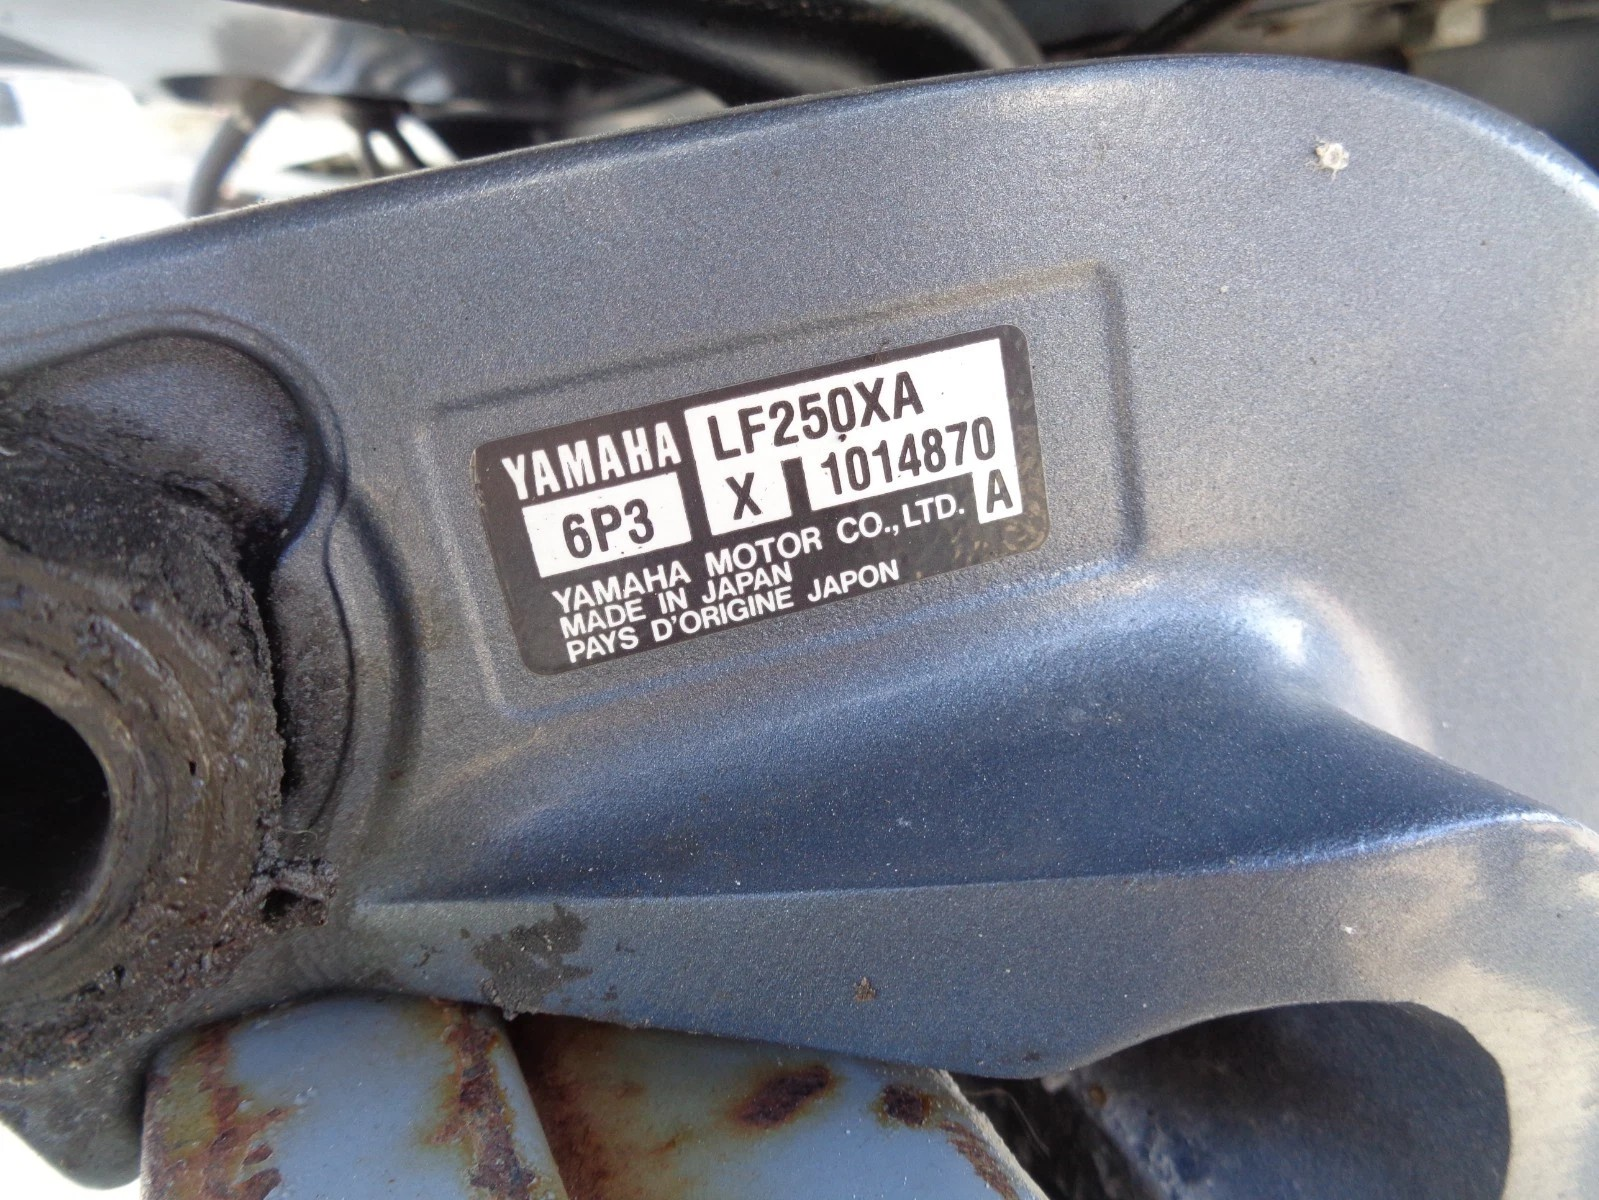 YAMAHA LF250XA
6P3 X 1014870
YAMAHA MOTOR CO., LTD. A
MADE IN JAPAN
PAYS D'ORIGINE JAPON